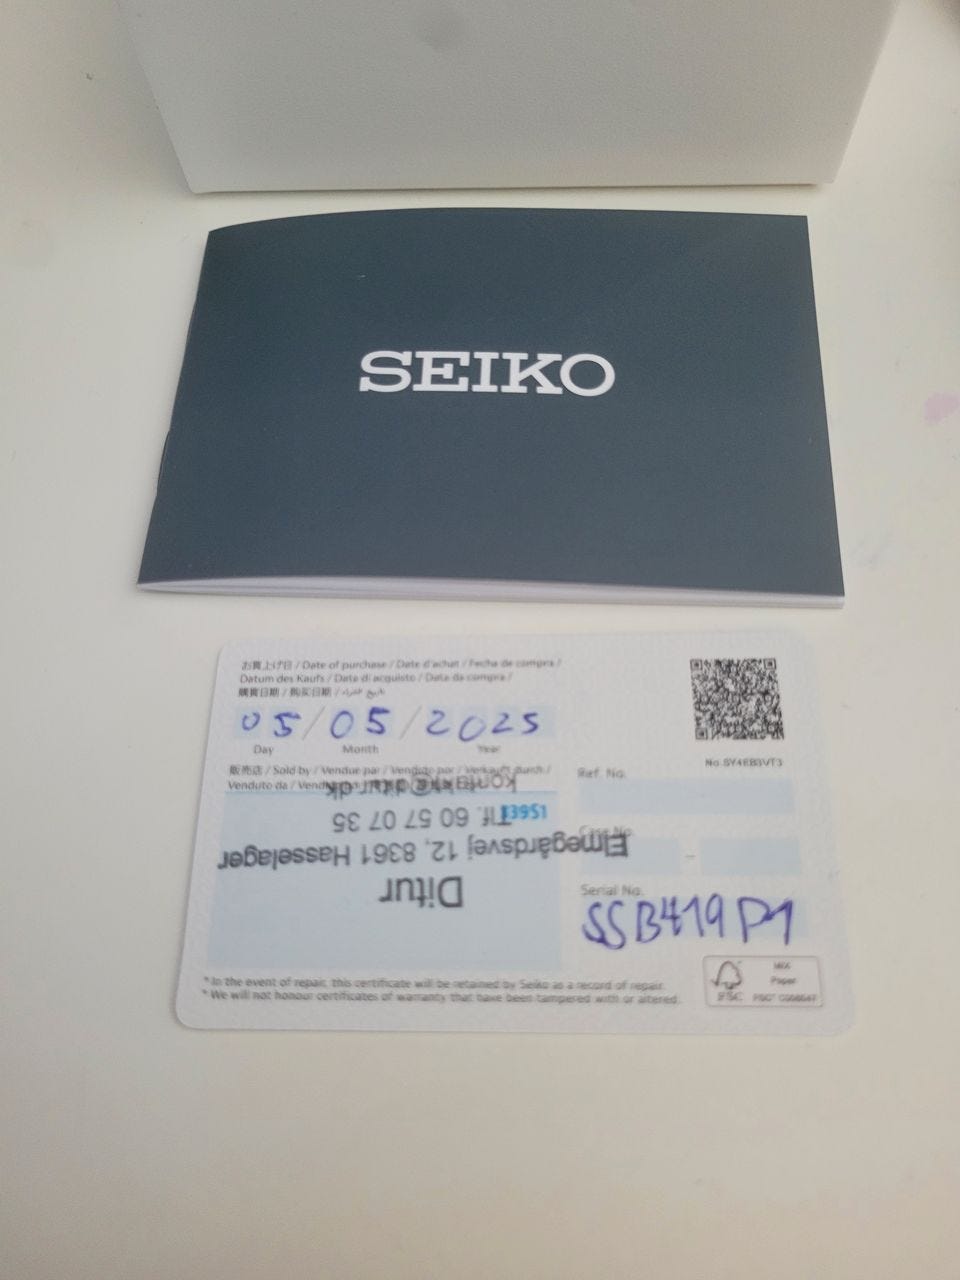 SEIKO
お買上げ日 / Date of purchase / Date d'achat / Fecha de compra /
Datum des Kaufs / Data di acquisto / Data da compra /
購買日期 / 购买日期 / تاريخ الشراء
05/05/2025
Day Month Year
No.
販売店 / Sold by / Vendue par / Vendido por / Verkauft durch /
Venduto da /
Ditur
Elmegårdsvej 12, 8361 Hasselager
Tlf. 60 57 07 35
kontakt@ditur.dk
Ref. No.
Case No.
Serial No.
SSB419P1
* In the event of repair, this certificate will be retained by Seiko as a record of repair.
* We will not honour certificates of warranty that have been tampered with or altered.
FSC
MIX
Paper